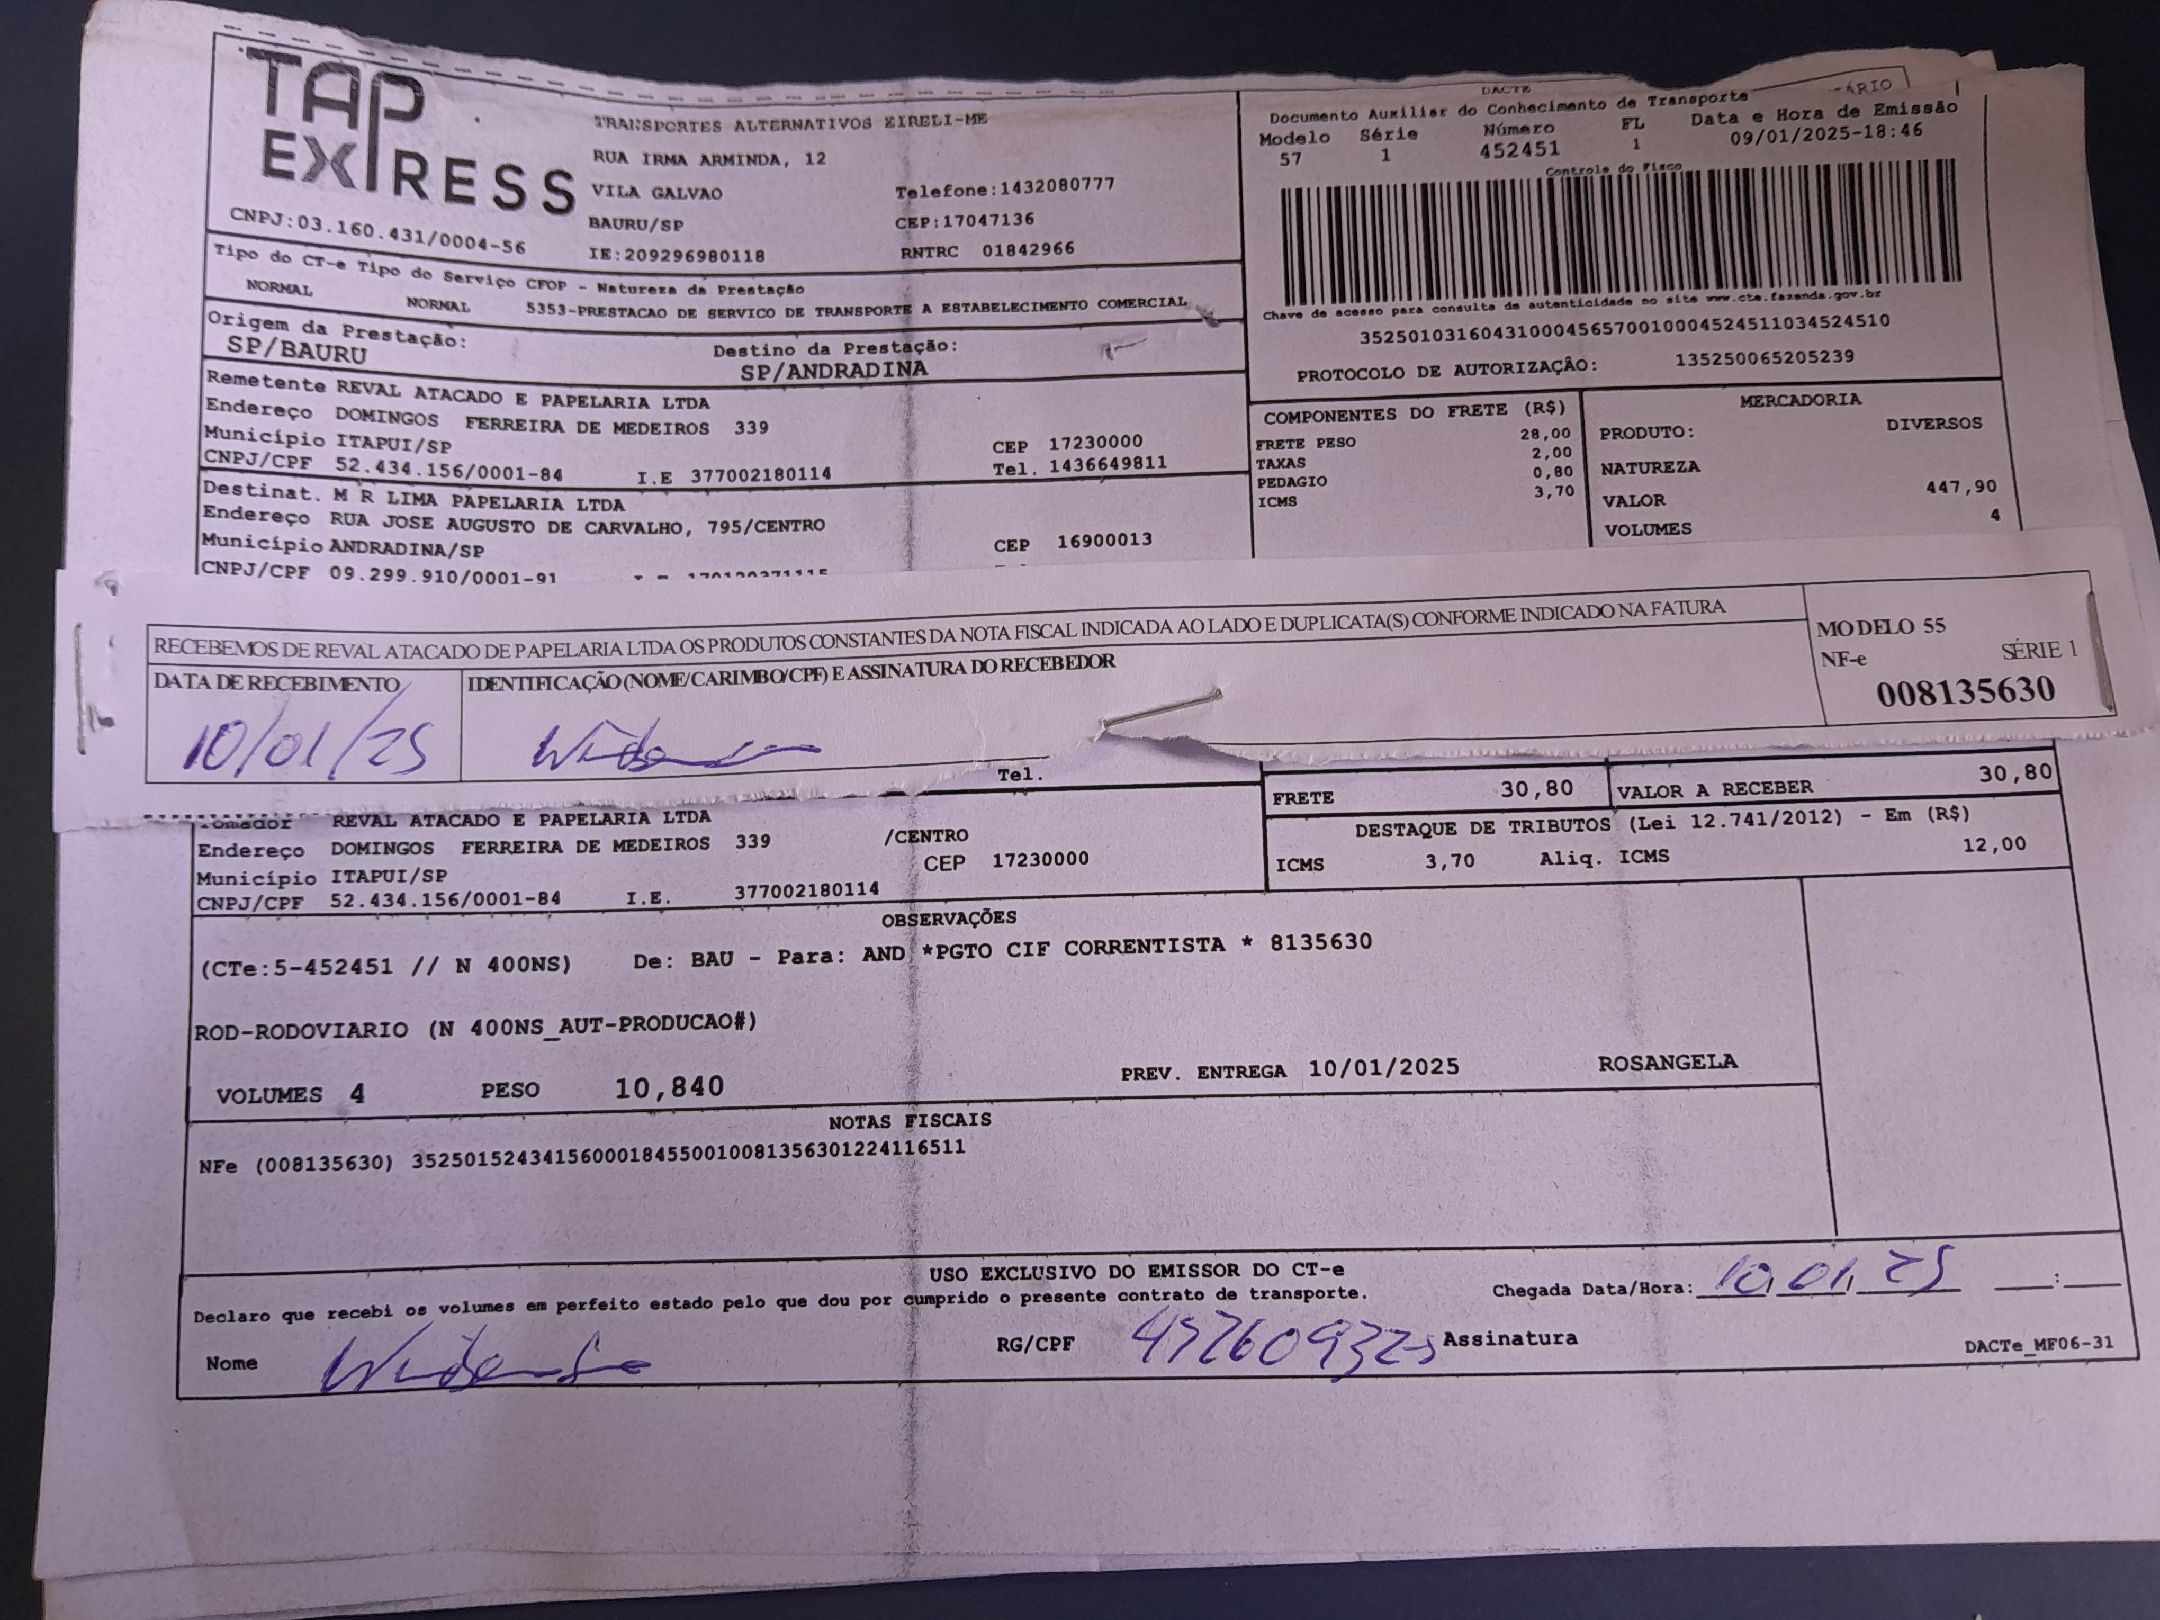 TAP
EXPRESS
TRANSPORTES ALTERNATIVOS EIRELI-ME
RUA IRMA ARMINDA, 12
VILA GALVAO Telefone:1432080777
BAURU/SP CEP:17047136
CNPJ:03.160.431/0004-56 IE:209296980118 RNTRC 01842966
DACTE
Documento Auxiliar do Conhecimento de Transporte
Modelo Série Número FL Data e Hora de Emissão
57 1 452451 1 09/01/2025-18:46
Controle do Fisco
Chave de acesso para consulta de autenticidade no site www.cte.fazenda.gov.br
35250103160431000456570010004524511034524510
PROTOCOLO DE AUTORIZAÇÂO: 135250065205239
Tipo do CT-e Tipo do Serviço CFOP - Natureza da Prestação
NORMAL NORMAL 5353-PRESTACAO DE SERVICO DE TRANSPORTE A ESTABELECIMENTO COMERCIAL
Origem da Prestação: Destino da Prestação:
SP/BAURU SP/ANDRADINA
Remetente REVAL ATACADO E PAPELARIA LTDA
Endereço DOMINGOS FERREIRA DE MEDEIROS 339
Município ITAPUI/SP CEP 17230000
CNPJ/CPF 52.434.156/0001-84 I.E 377002180114 Tel. 1436649811
Destinat. M R LIMA PAPELARIA LTDA
Endereço RUA JOSE AUGUSTO DE CARVALHO, 795/CENTRO
Município ANDRADINA/SP CEP 16900013
CNPJ/CPF 09.299.910/0001-91
COMPONENTES DO FRETE (R$)
FRETE PESO 28,00
TAXAS 2,00
PEDAGIO 0,80
ICMS 3,70
MERCADORIA
PRODUTO: DIVERSOS
NATUREZA
VALOR 447,90
VOLUMES 4
RECEBEMOS DE REVAL ATACADO DE PAPELARIA LTDA OS PRODUTOS CONSTANTES DA NOTA FISCAL INDICADA AO LADO E DUPLICATA(S) CONFORME INDICADO NA FATURA
DATA DE RECEBIMENTO IDENTIFICAÇÃO (NOME/CARIMBO/CPF) E ASSINATURA DO RECEBEDOR
10/01/25
MODELO 55
NF-e SÉRIE 1
008135630
Tel.
FRETE 30,80 VALOR A RECEBER 30,80
Tomador REVAL ATACADO E PAPELARIA LTDA
Endereço DOMINGOS FERREIRA DE MEDEIROS 339 /CENTRO
Município ITAPUI/SP CEP 17230000
CNPJ/CPF 52.434.156/0001-84 I.E. 377002180114
DESTAQUE DE TRIBUTOS (Lei 12.741/2012) - Em (R$)
ICMS 3,70 Aliq. ICMS 12,00
OBSERVAÇÕES
(CTe:5-452451 // N 400NS) De: BAU - Para: AND *PGTO CIF CORRENTISTA * 8135630
ROD-RODOVIARIO (N 400NS_AUT-PRODUCAO#)
VOLUMES 4 PESO 10,840 PREV. ENTREGA 10/01/2025 ROSANGELA
NOTAS FISCAIS
NFe (008135630) 35250152434156000184550010081356301224116511
USO EXCLUSIVO DO EMISSOR DO CT-e
Declaro que recebi os volumes em perfeito estado pelo que dou por cumprido o presente contrato de transporte. Chegada Data/Hora: 10.01.25 :
Nome RG/CPF 457609325 Assinatura
DACTe_MF06-31